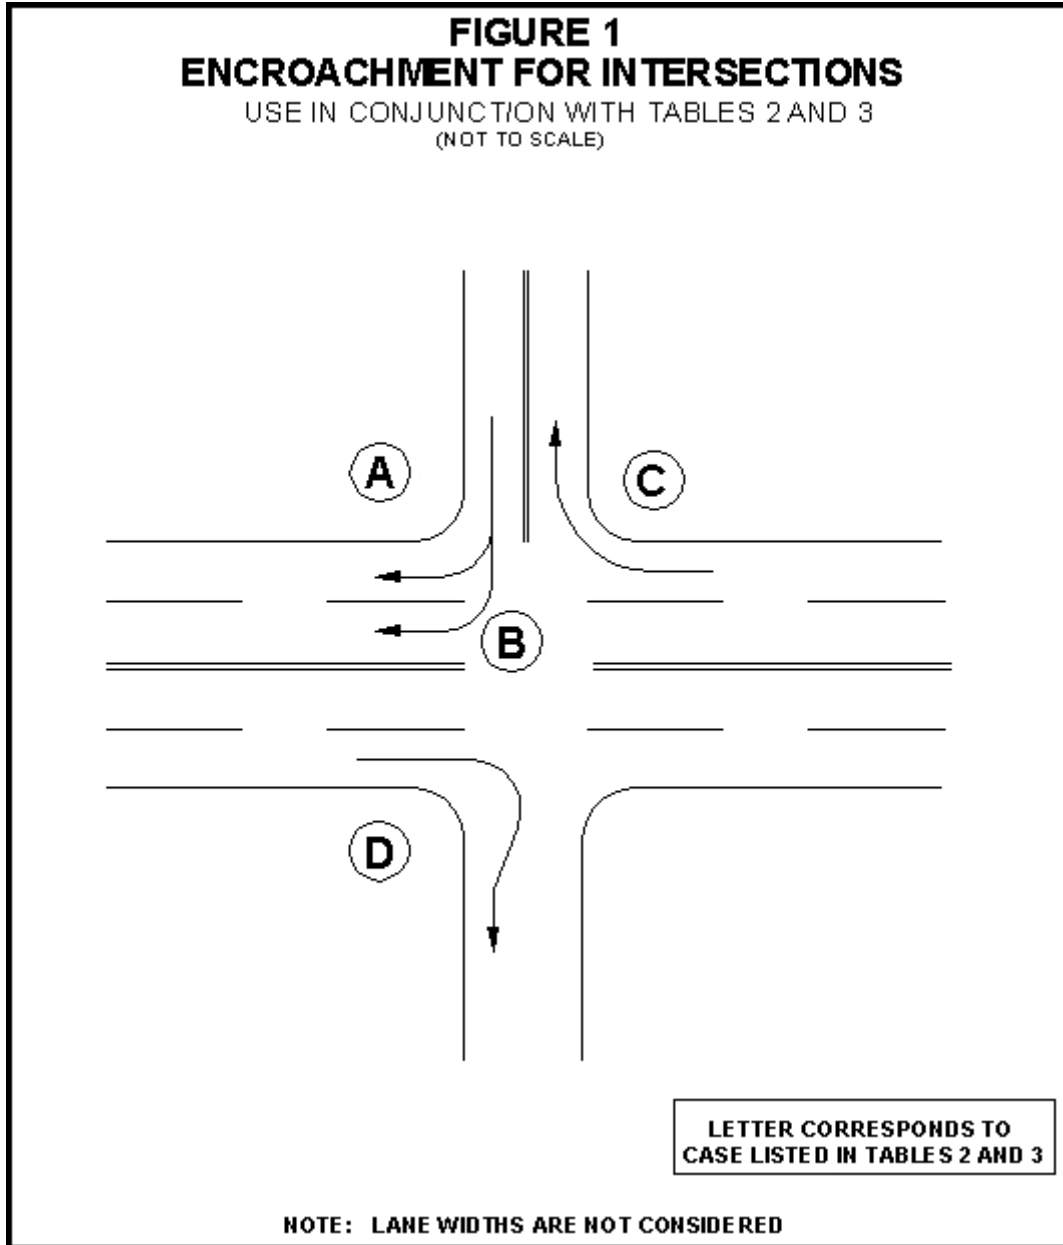 FIGURE 1
ENCROACHMENT FOR INTERSECTIONS
USE IN CONJUNCTION WITH TABLES 2 AND 3
(NOT TO SCALE)
A
C
B
D
LETTER CORRESPONDS TO
CASE LISTED IN TABLES 2 AND 3
NOTE: LANE WIDTHS ARE NOT CONSIDERED